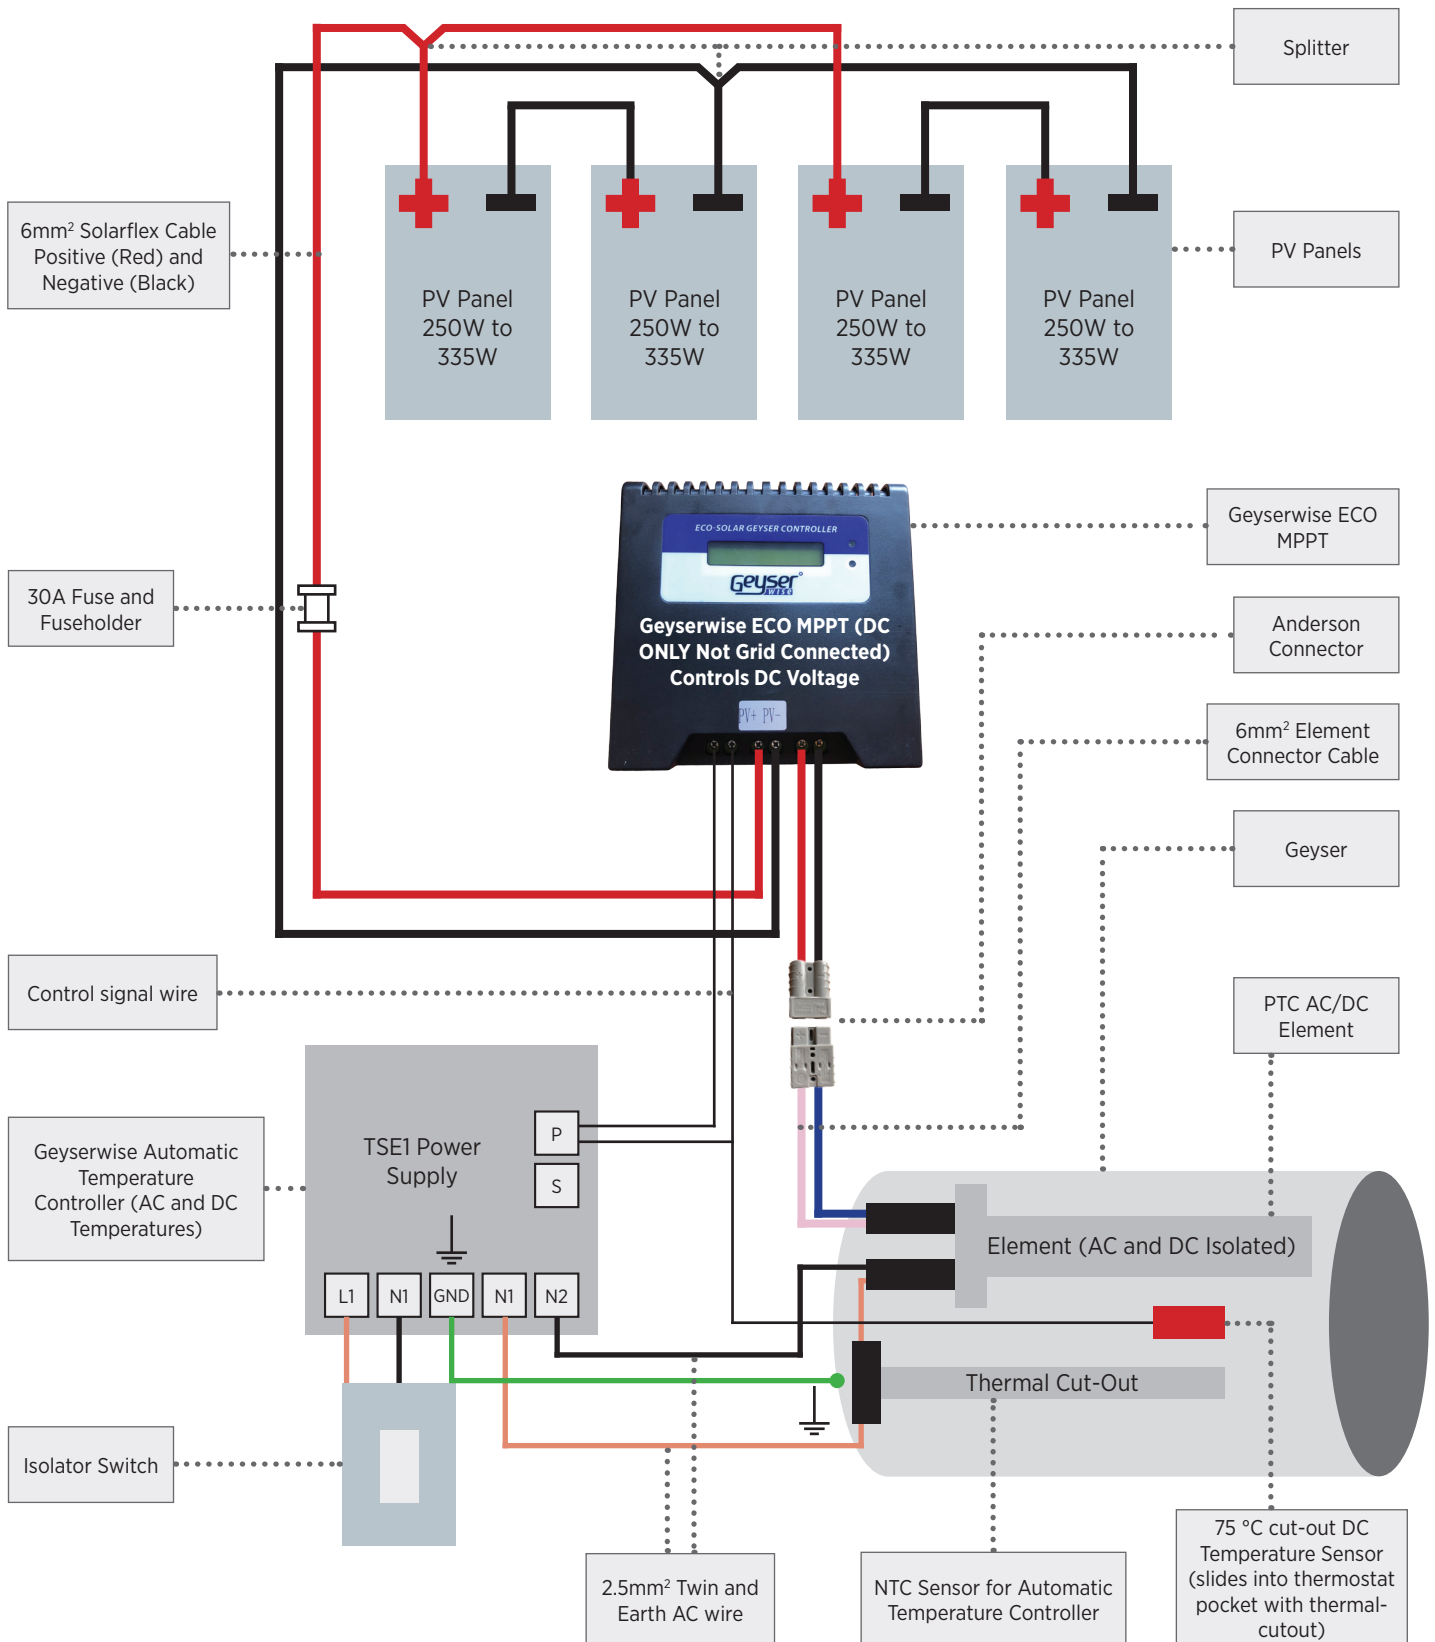 Splitter
6mm² Solarflex Cable
Positive (Red) and
Negative (Black)
PV Panels
PV Panel
250W to
335W
PV Panel
250W to
335W
PV Panel
250W to
335W
PV Panel
250W to
335W
ECO-SOLAR GEYSER CONTROLLER
Geyser
WISE
Geyserwise ECO MPPT (DC
ONLY Not Grid Connected)
Controls DC Voltage
PV+ PV-
Geyserwise ECO
MPPT
30A Fuse and
Fuseholder
Anderson
Connector
6mm² Element
Connector Cable
Geyser
Control signal wire
PTC AC/DC
Element
Geyserwise Automatic
Temperature
Controller (AC and DC
Temperatures)
TSE1 Power
Supply
P
S
L1
N1
GND
N1
N2
Element (AC and DC Isolated)
Thermal Cut-Out
Isolator Switch
2.5mm² Twin and
Earth AC wire
NTC Sensor for Automatic
Temperature Controller
75 °C cut-out DC
Temperature Sensor
(slides into thermostat
pocket with thermal-
cutout)